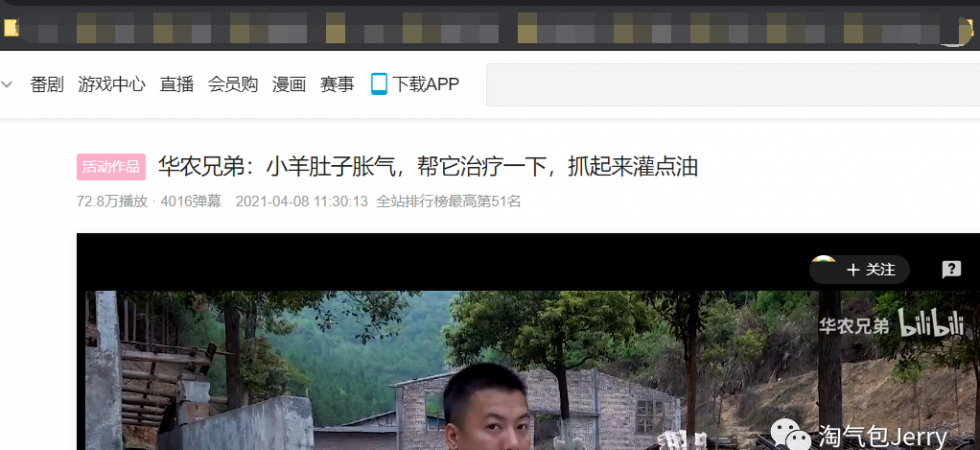 番剧 游戏中心 直播 会员购 漫画 赛事 下载APP
活动作品 华农兄弟：小羊肚子胀气，帮它治疗一下，抓起来灌点油
72.8万播放 · 4016弹幕 2021-04-08 11:30:13 全站排行榜最高第51名
+ 关注
华农兄弟 bilibili
淘气包Jerry